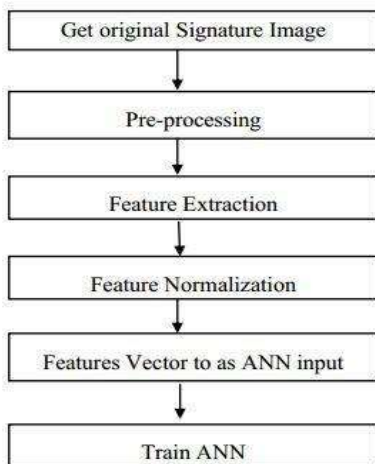 Get original Signature Image
Pre-processing
Feature Extraction
Feature Normalization
Features Vector to as ANN input
Train ANN